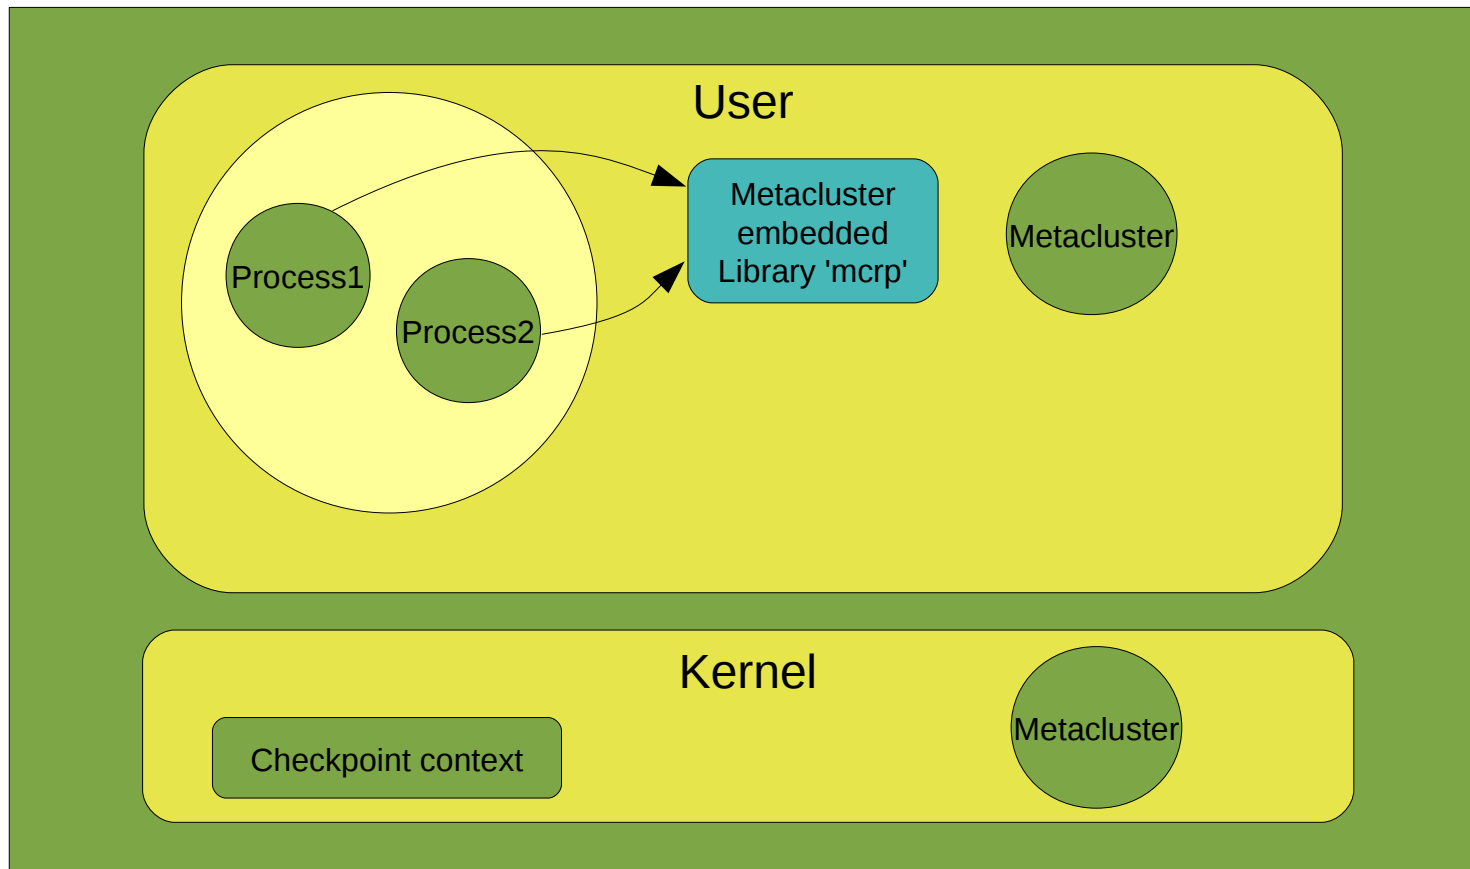 User
Metacluster
embedded
Library 'mcrp'
Metacluster
Process1
Process2
Kernel
Metacluster
Checkpoint context